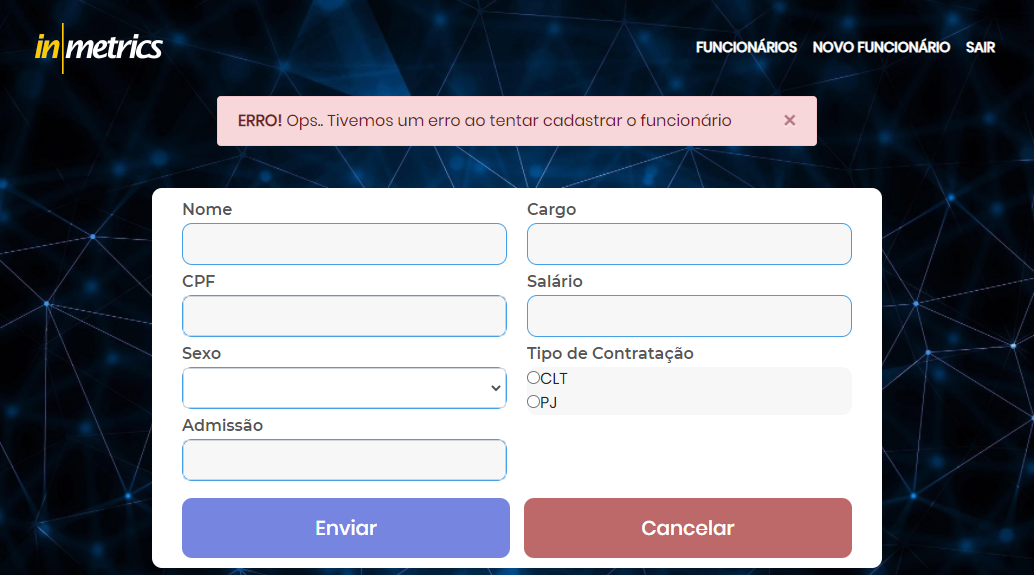 in|metrics
FUNCIONÁRIOS NOVO FUNCIONÁRIO SAIR
ERRO! Ops.. Tivemos um erro ao tentar cadastrar o funcionário ×
Nome
Cargo
CPF
Salário
Sexo
Tipo de Contratação
CLT
PJ
Admissão
Enviar
Cancelar